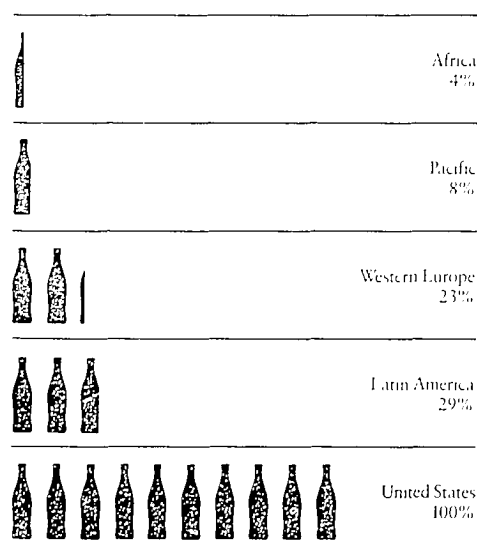 Africa
4%
Pacific
8%
Western Europe
23%
Latin America
29%
United States
100%